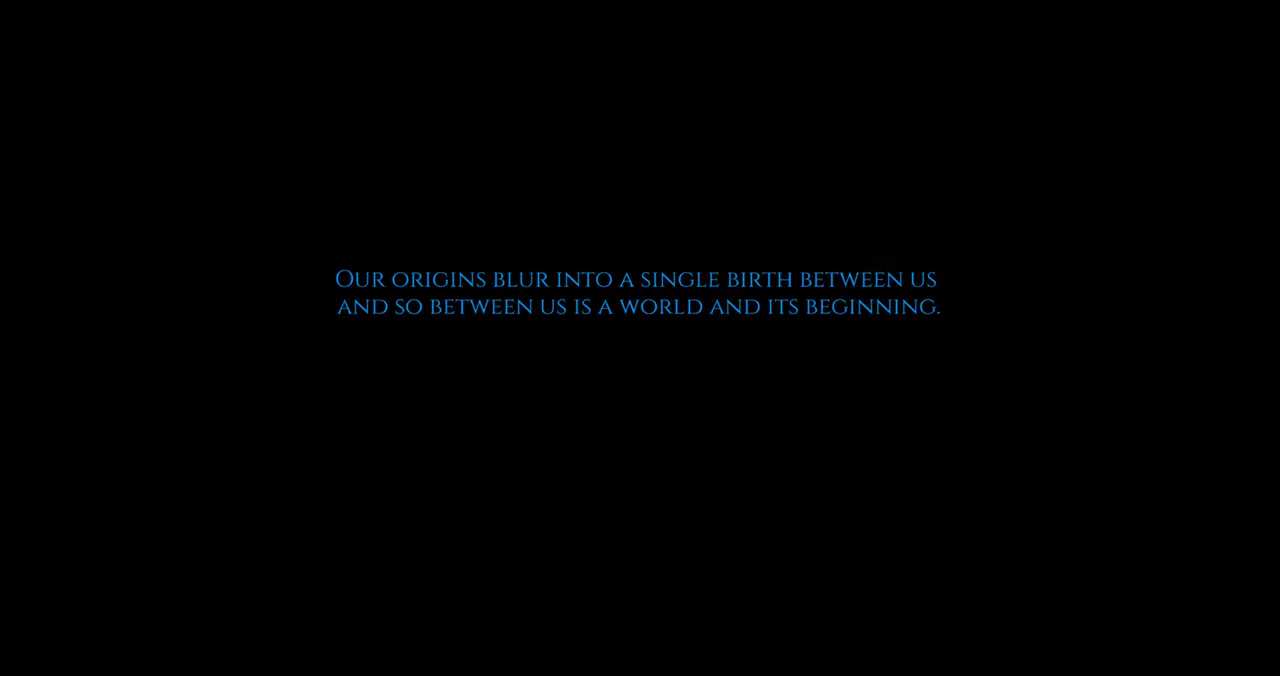 Our origins blur into a single birth between us
and so between us is a world and its beginning.